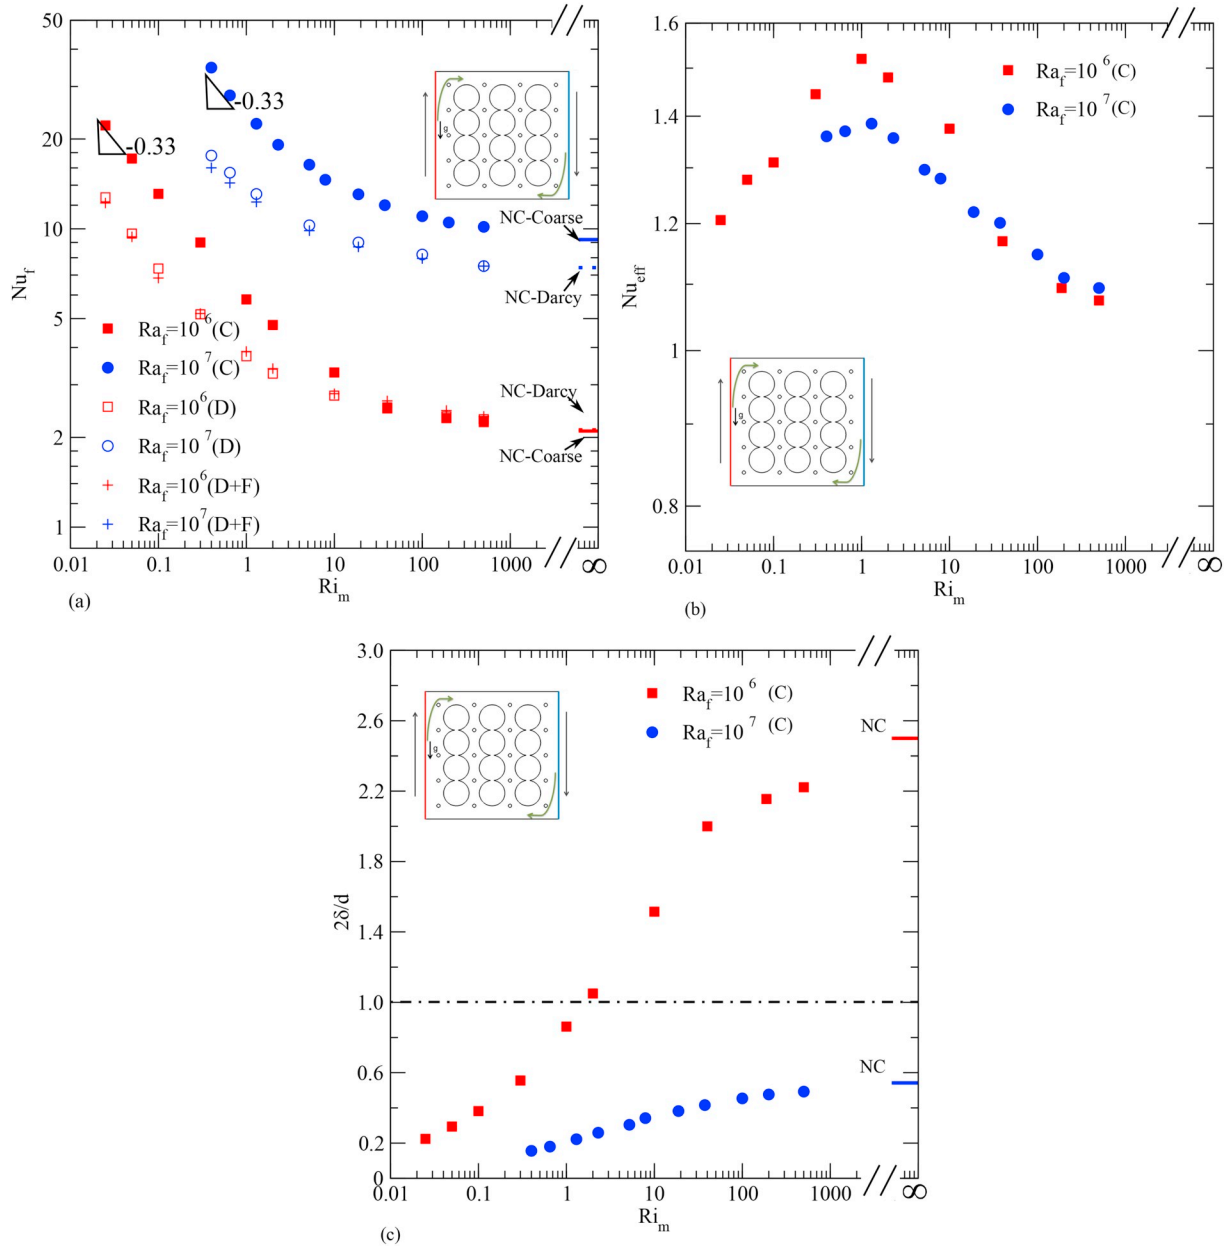 50
20
10
5
2
1
Nu_f
-0.33
-0.33
g
NC-Coarse
NC-Darcy
NC-Darcy
NC-Coarse
Ra_f=10^6(C)
Ra_f=10^7(C)
Ra_f=10^6(D)
Ra_f=10^7(D)
Ra_f=10^6(D+F)
Ra_f=10^7(D+F)
0.01 0.1 1 10 100 1000 ∞
Ri_m
(a)
1.6
1.4
1.2
1
0.8
Nu_eff
Ra_f=10^6(C)
Ra_f=10^7(C)
g
0.01 0.1 1 10 100 1000 ∞
Ri_m
(b)
3.0
2.6
2.2
1.8
1.4
1.0
0.6
0.2
0
2δ/d
Ra_f=10^6 (C)
Ra_f=10^7 (C)
g
NC
NC
0.01 0.1 1 10 100 1000 ∞
Ri_m
(c)